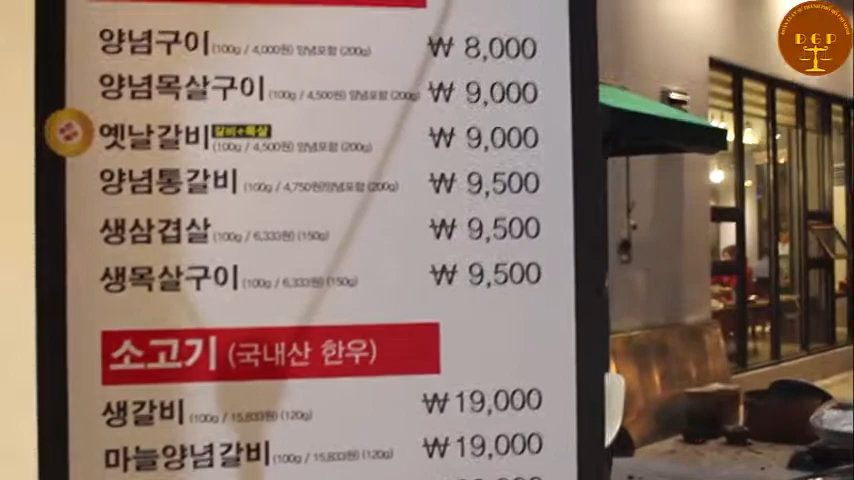 양념구이 (100g / 4,000원) 양념포함 (200g) ₩ 8,000
양념목살구이 (100g / 4,500원) 양념포함 (200g) ₩ 9,000
옛날갈비 갈비+목살 (100g / 4,500원) 양념포함 (200g) ₩ 9,000
양념통갈비 (100g / 4,750원) 양념포함 (200g) ₩ 9,500
생삼겹살 (100g / 6,333원) (150g) ₩ 9,500
생목살구이 (100g / 6,333원) (150g) ₩ 9,500
소고기 (국내산 한우)
생갈비 (100g / 15,833원) (120g) ₩ 19,000
마늘양념갈비 (100g / 15,833원) (120g) ₩ 19,000
BGP